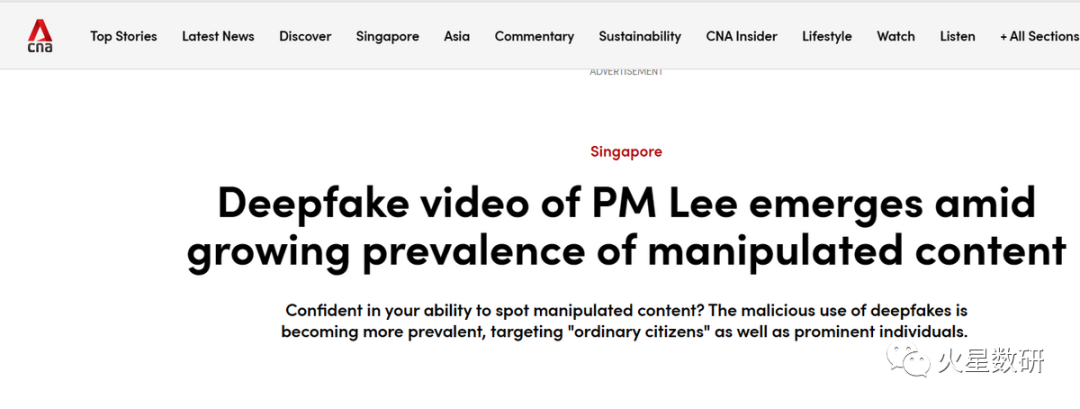 cna
Top Stories Latest News Discover Singapore Asia Commentary Sustainability CNA Insider Lifestyle Watch Listen + All Sections
ADVERTISEMENT
Singapore
Deepfake video of PM Lee emerges amid
growing prevalence of manipulated content
Confident in your ability to spot manipulated content? The malicious use of deepfakes is
becoming more prevalent, targeting "ordinary citizens" as well as prominent individuals.
火星数研